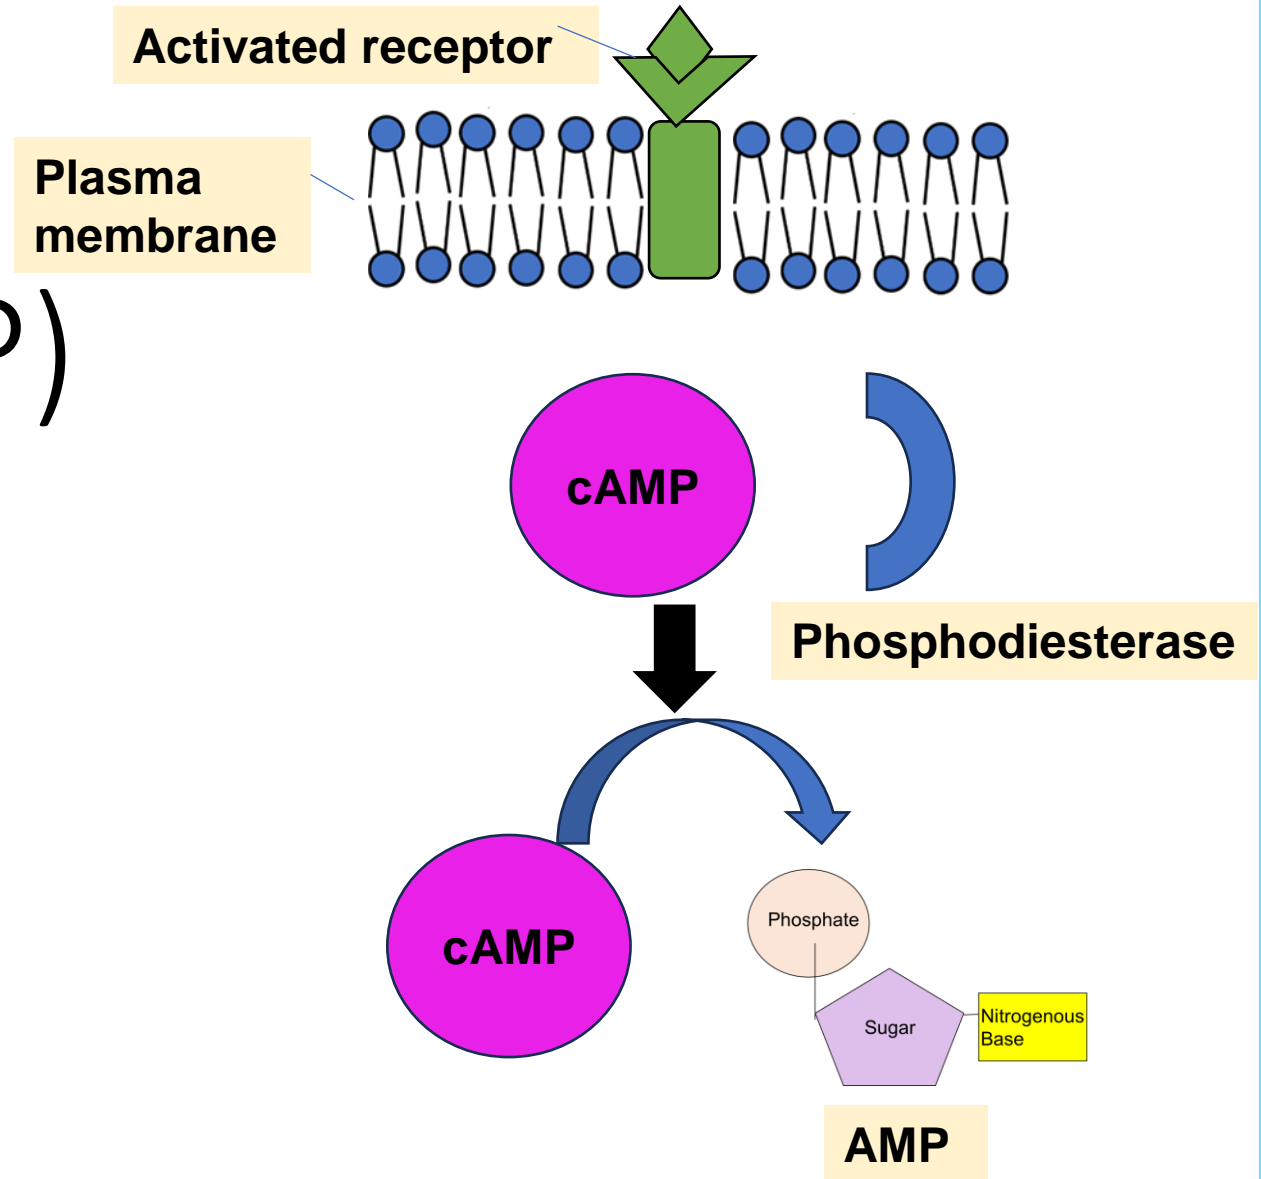 Activated receptor
Plasma
membrane
P)
cAMP
Phosphodiesterase
cAMP
Phosphate
Sugar
Nitrogenous
Base
AMP